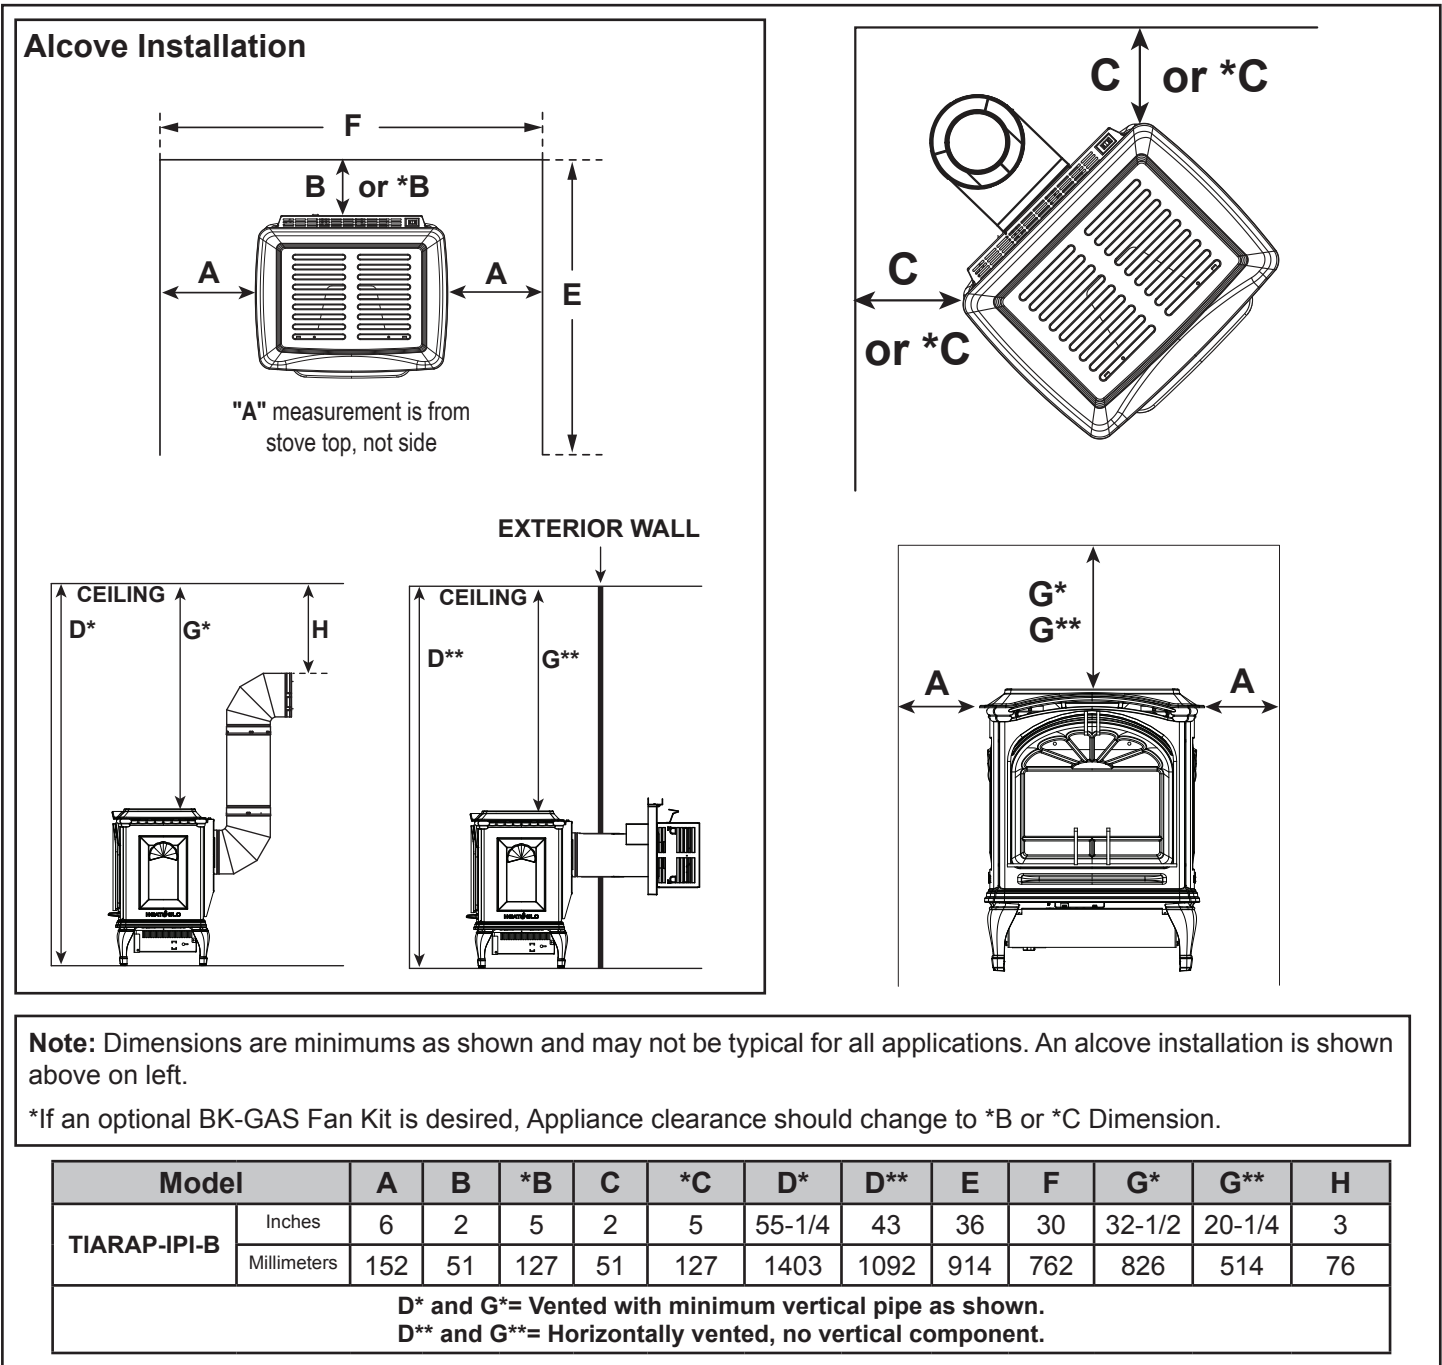 Alcove Installation
F
B or *B
A
A
E
"A" measurement is from
stove top, not side
C or *C
C
or *C
EXTERIOR WALL
CEILING
D*
G*
H
HEAT & GLO
CEILING
D**
G**
HEAT & GLO
G*
G**
A
A
Note: Dimensions are minimums as shown and may not be typical for all applications. An alcove installation is shown
above on left.
*If an optional BK-GAS Fan Kit is desired, Appliance clearance should change to *B or *C Dimension.
Model A B *B C *C D* D** E F G* G** H
TIARAP-IPI-B
Inches 6 2 5 2 5 55-1/4 43 36 30 32-1/2 20-1/4 3
Millimeters 152 51 127 51 127 1403 1092 914 762 826 514 76
D* and G*= Vented with minimum vertical pipe as shown.
D** and G**= Horizontally vented, no vertical component.